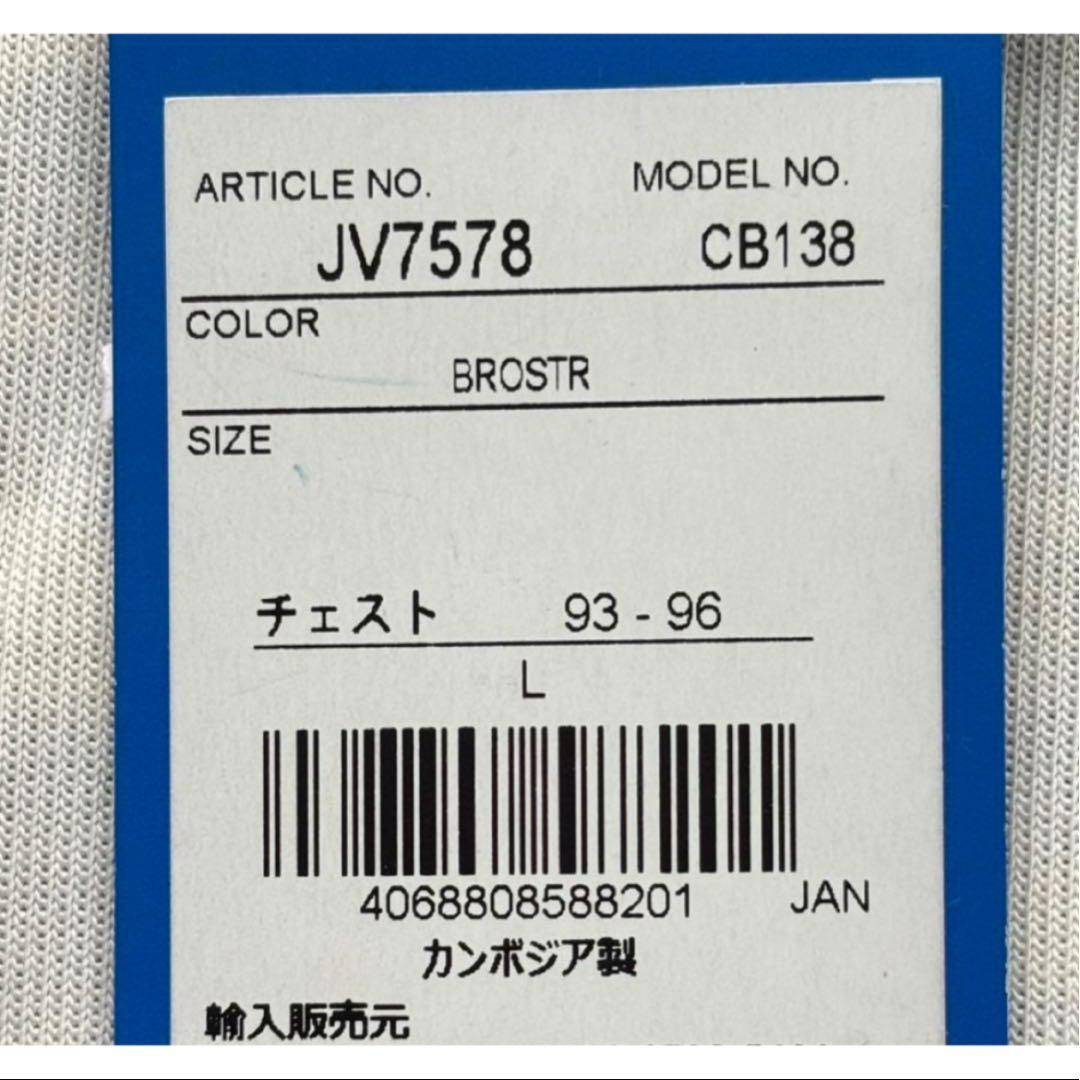 ARTICLE NO. MODEL NO.
JV7578 CB138
COLOR
BROSTR
SIZE
チェスト 93 - 96
L
4068808588201 JAN
カンボジア製
輸入販売元